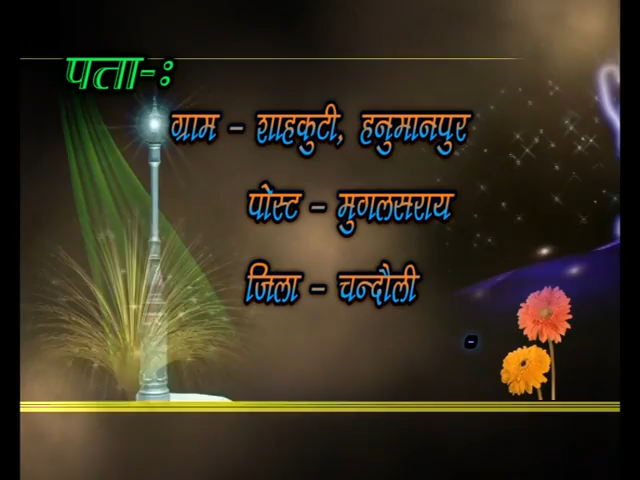 पता-ः
ग्राम - शाहकुटी, हनुमानपुर
पोस्ट - मुगलसराय
जिला - चन्दौली
-